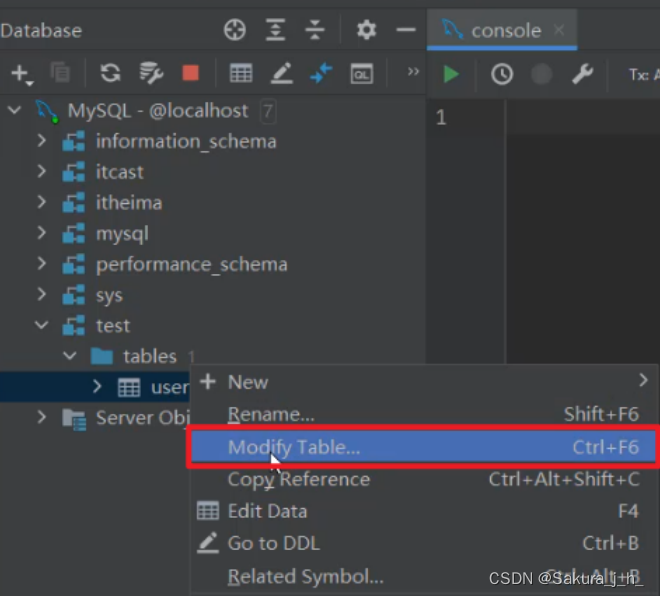 Database
console
Tx: A
MySQL - @localhost 7
1
information_schema
itcast
itheima
mysql
performance_schema
sys
test
tables 1
user
Server Obj
New
Rename... Shift+F6
Modify Table... Ctrl+F6
Copy Reference Ctrl+Alt+Shift+C
Edit Data F4
Go to DDL Ctrl+B
Related Symbol... Ctrl+Alt+B
CSDN @Sakura_j_h_
QL